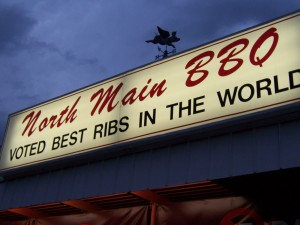 North Main BBQ
VOTED BEST RIBS IN THE WORLD